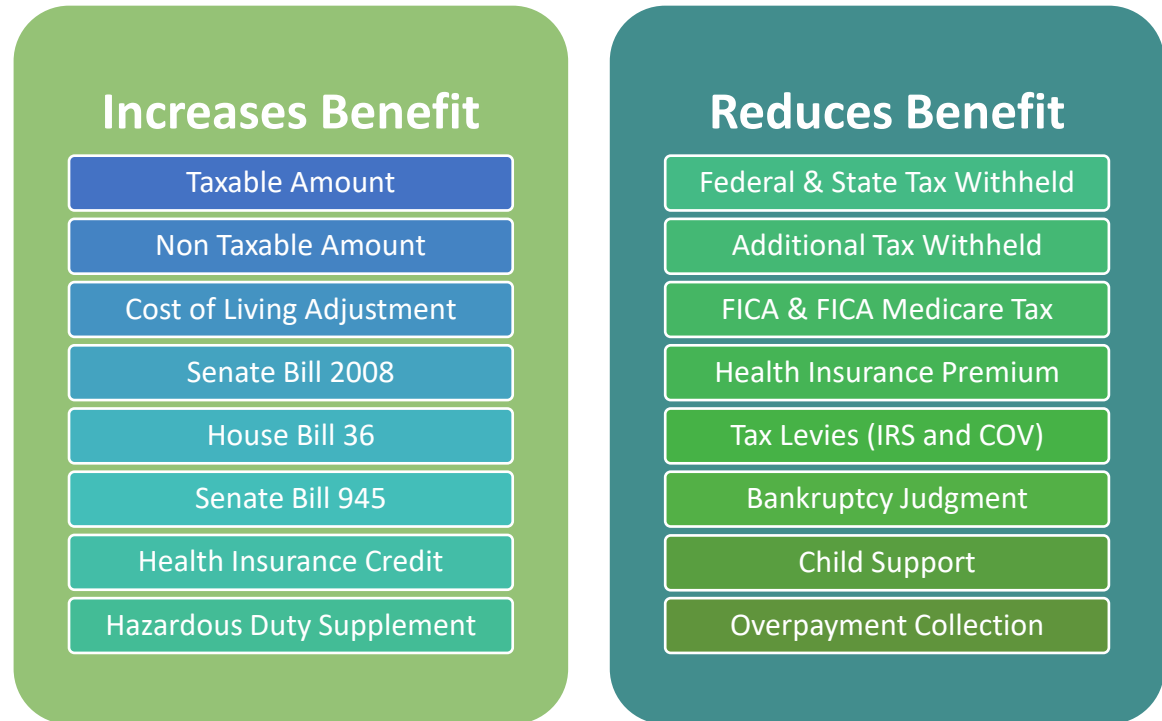 Increases Benefit
Taxable Amount
Non Taxable Amount
Cost of Living Adjustment
Senate Bill 2008
House Bill 36
Senate Bill 945
Health Insurance Credit
Hazardous Duty Supplement
Reduces Benefit
Federal & State Tax Withheld
Additional Tax Withheld
FICA & FICA Medicare Tax
Health Insurance Premium
Tax Levies (IRS and COV)
Bankruptcy Judgment
Child Support
Overpayment Collection